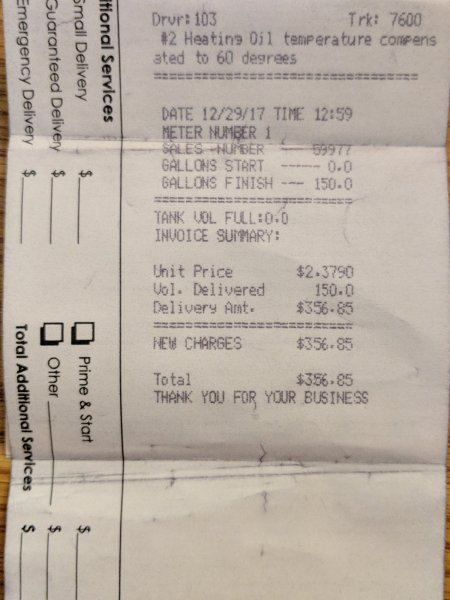 Drvr: 103 Trk: 7600
#2 Heating Oil temperature compens
ated to 60 degrees
==================================
DATE 12/29/17 TIME 12:59
METER NUMBER 1
SALES NUMBER ----- 59977
GALLONS START ----- 0.0
GALLONS FINISH --- 150.0
==========================
TANK VOL FULL:0.0
INVOICE SUMMARY:
Unit Price $2.3790
Vol. Delivered 150.0
Delivery Amt. $356.85
==========================
NEW CHARGES $356.85
Total $356.85
THANK YOU FOR YOUR BUSINESS
itional Services
Small Delivery $
Guaranteed Delivery $
Emergency Delivery $
Prime & Start $
Other $
Total Additional Services $